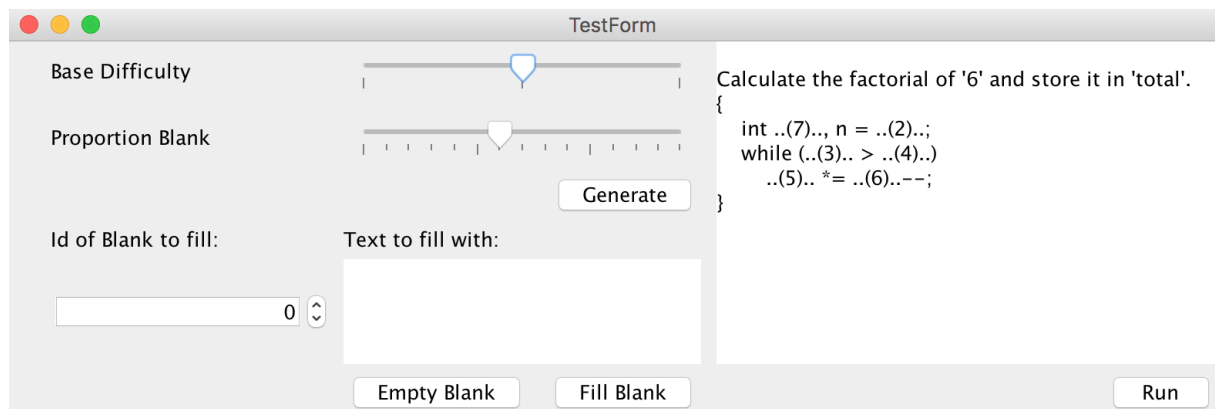 TestForm
Base Difficulty
Proportion Blank
Generate
Id of Blank to fill:
Text to fill with:
0
Empty Blank
Fill Blank
Calculate the factorial of '6' and store it in 'total'.
{
int ..(7).., n = ..(2)..;
while (..(3).. > ..(4)..)
..(5).. *= ..(6)..--;
}
Run